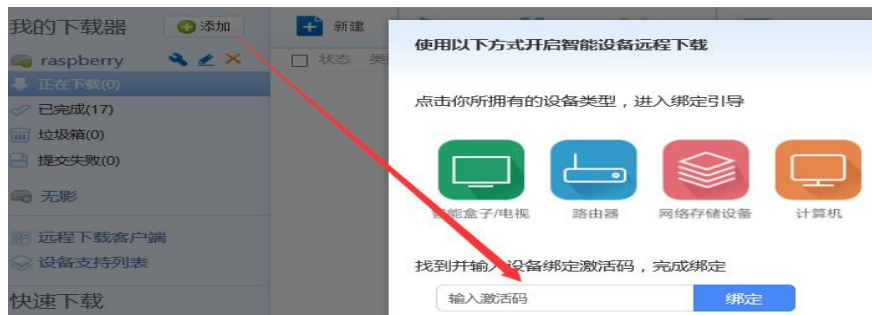 我的下载器
添加
raspberry
正在下载(0)
已完成(17)
垃圾箱(0)
提交失败(0)
无影
远程下载客户端
设备支持列表
快速下载
新建
状态 类
使用以下方式开启智能设备远程下载
点击你所拥有的设备类型，进入绑定引导
智能盒子/电视
路由器
网络存储设备
计算机
找到并输入设备绑定激活码，完成绑定
输入激活码
绑定